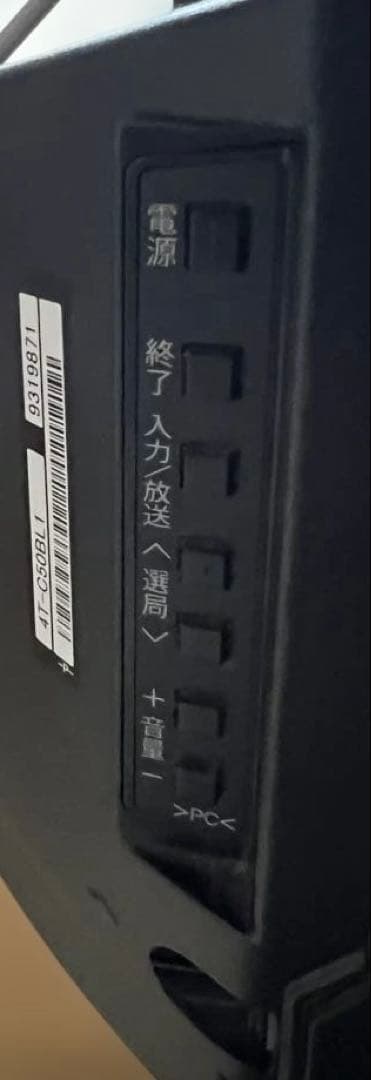 電源
終了
入力/放送
∧
選局
∨
+
音量
−
>PC<
9319871
4T-C50BL1
-P-